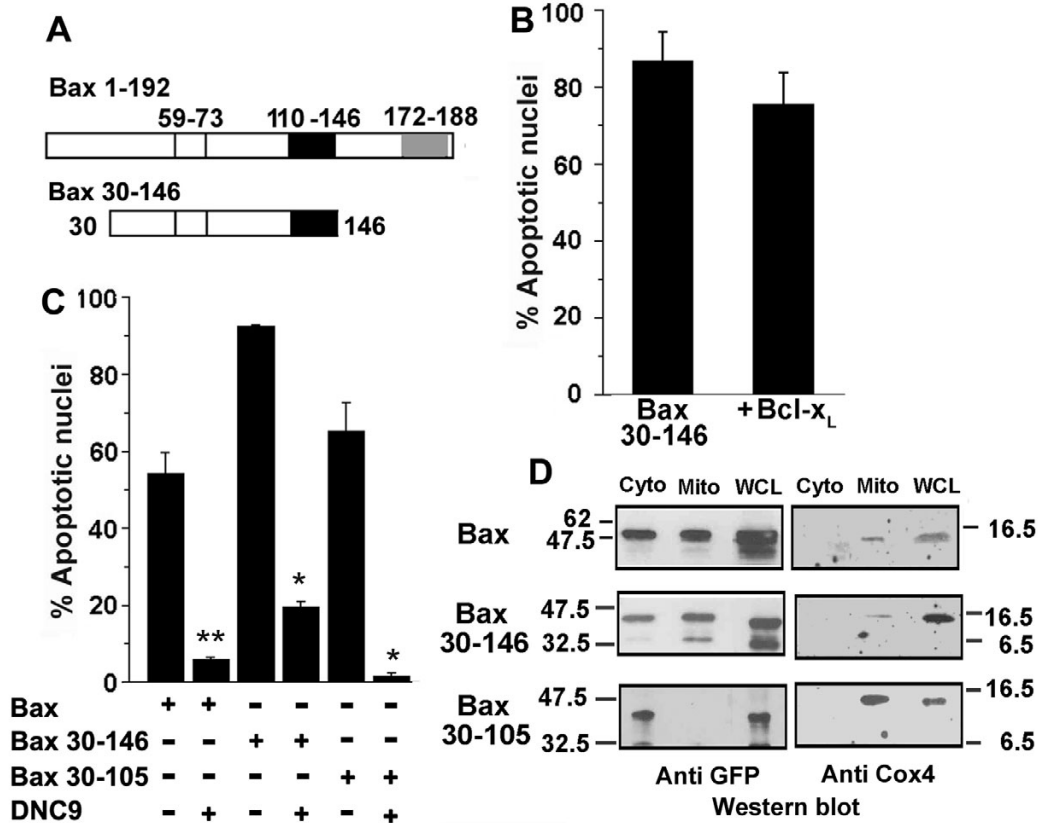 A
Bax 1-192
59-73 110 -146 172-188
Bax 30-146
30 146
B
% Apoptotic nuclei
100
80
60
40
20
0
Bax 30-146
+Bcl-xL
C
% Apoptotic nuclei
100
80
60
40
20
0
** * *
Bax + + - - - -
Bax 30-146 - - + + - -
Bax 30-105 - - - - + +
DNC9 - + - + - +
D
Cyto Mito WCL Cyto Mito WCL
Bax
62
47.5
16.5
Bax 30-146
47.5
32.5
16.5
6.5
Bax 30-105
47.5
32.5
16.5
6.5
Anti GFP Anti Cox4
Western blot